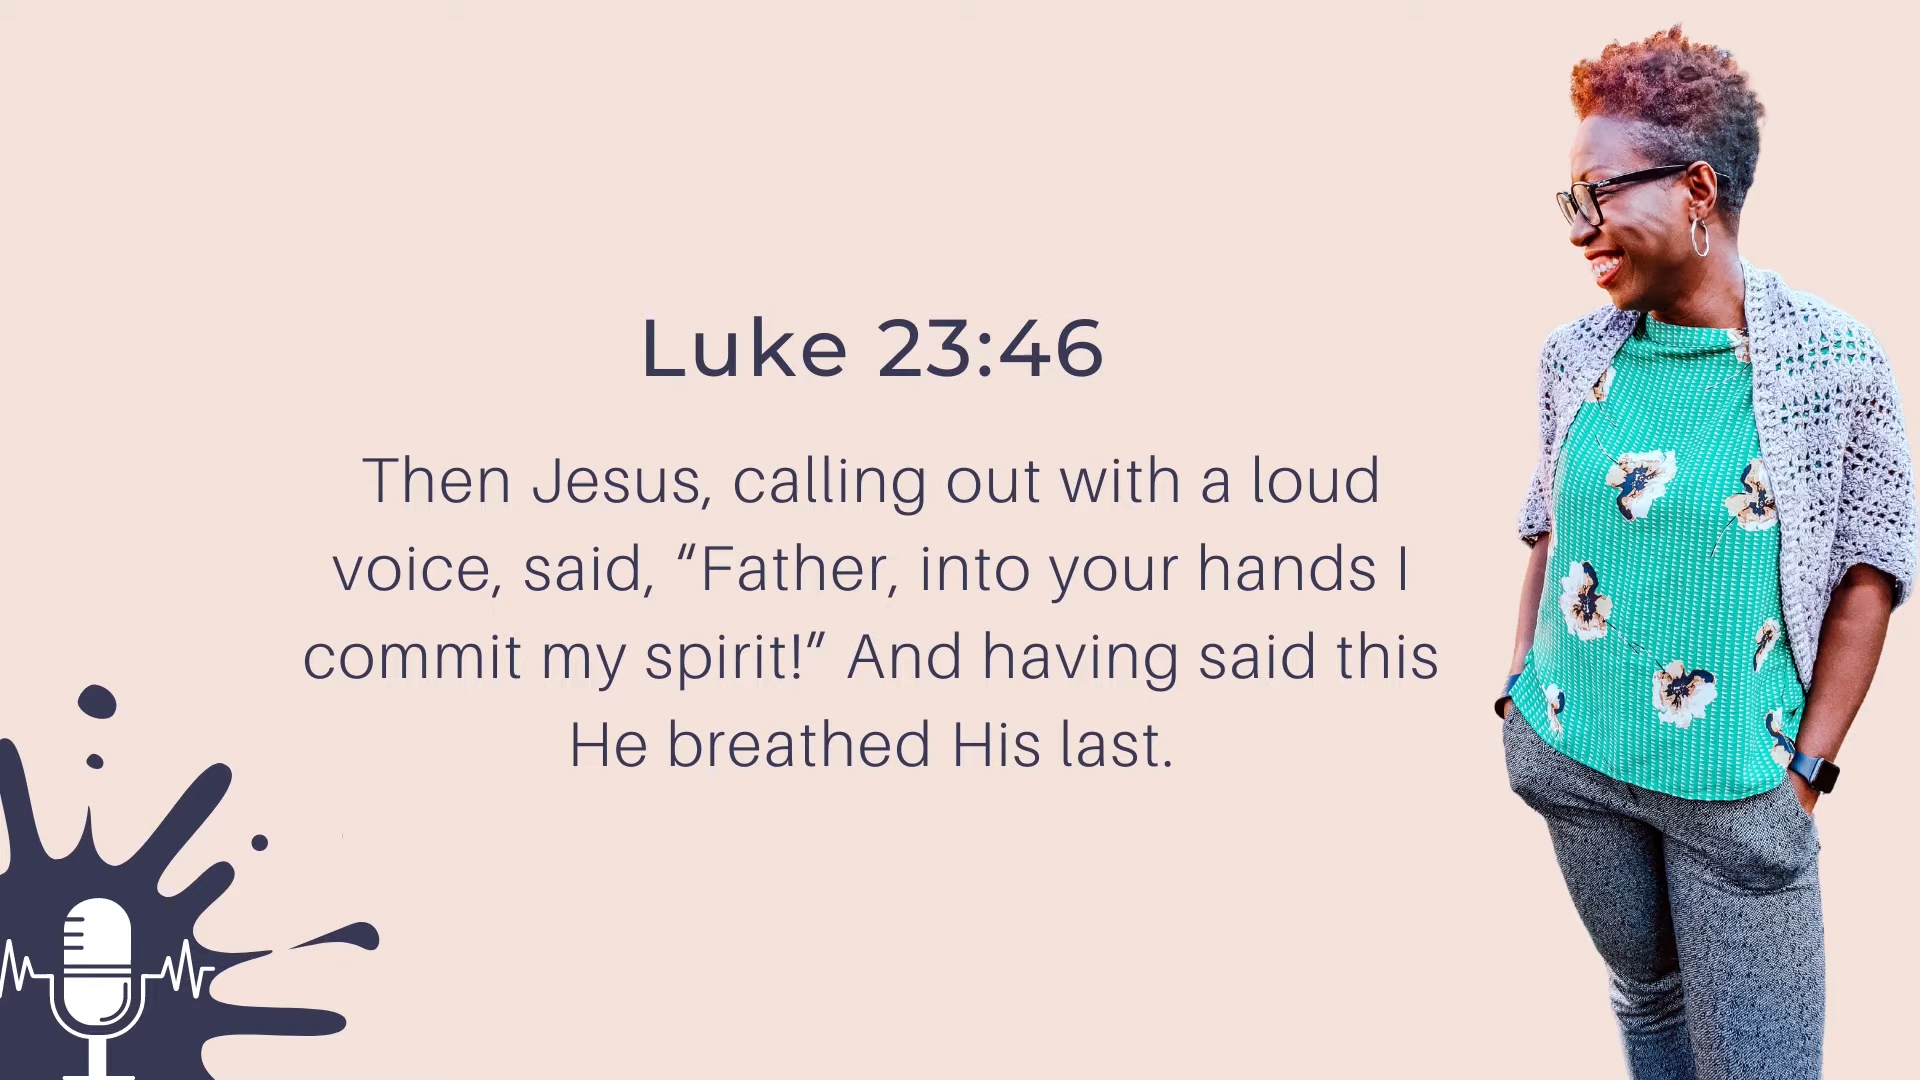 Luke 23:46
Then Jesus, calling out with a loud
voice, said, “Father, into your hands I
commit my spirit!” And having said this
He breathed His last.